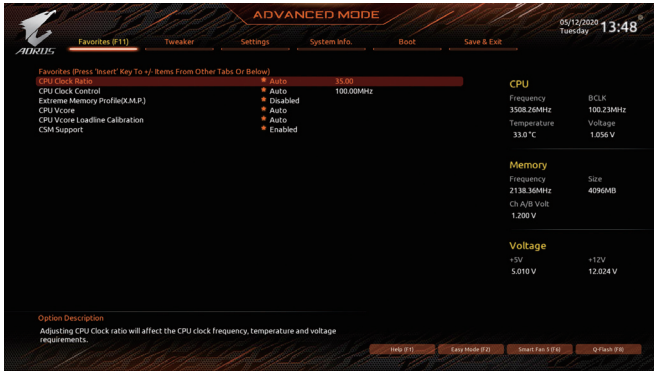 ADVANCED MODE
05/12/2020
Tuesday
13:48
AORUS
Favorites (F11)
Tweaker
Settings
System Info.
Boot
Save & Exit
Favorites (Press 'Insert' Key To +/- Items From Other Tabs Or Below)
CPU Clock Ratio Auto 35.00
CPU Clock Control Auto 100.00MHz
Extreme Memory Profile(X.M.P.) Disabled
CPU Vcore Auto
CPU Vcore Loadline Calibration Auto
CSM Support Enabled
CPU
Frequency BCLK
3508.26MHz 100.23MHz
Temperature Voltage
33.0 °C 1.056 V
Memory
Frequency Size
2138.36MHz 4096MB
Ch A/B Volt
1.200 V
Voltage
+5V +12V
5.010 V 12.024 V
Option Description
Adjusting CPU Clock ratio will affect the CPU clock frequency, temperature and voltage
requirements.
Help (F1)
Easy Mode (F2)
Smart Fan 5 (F6)
Q-Flash (F8)